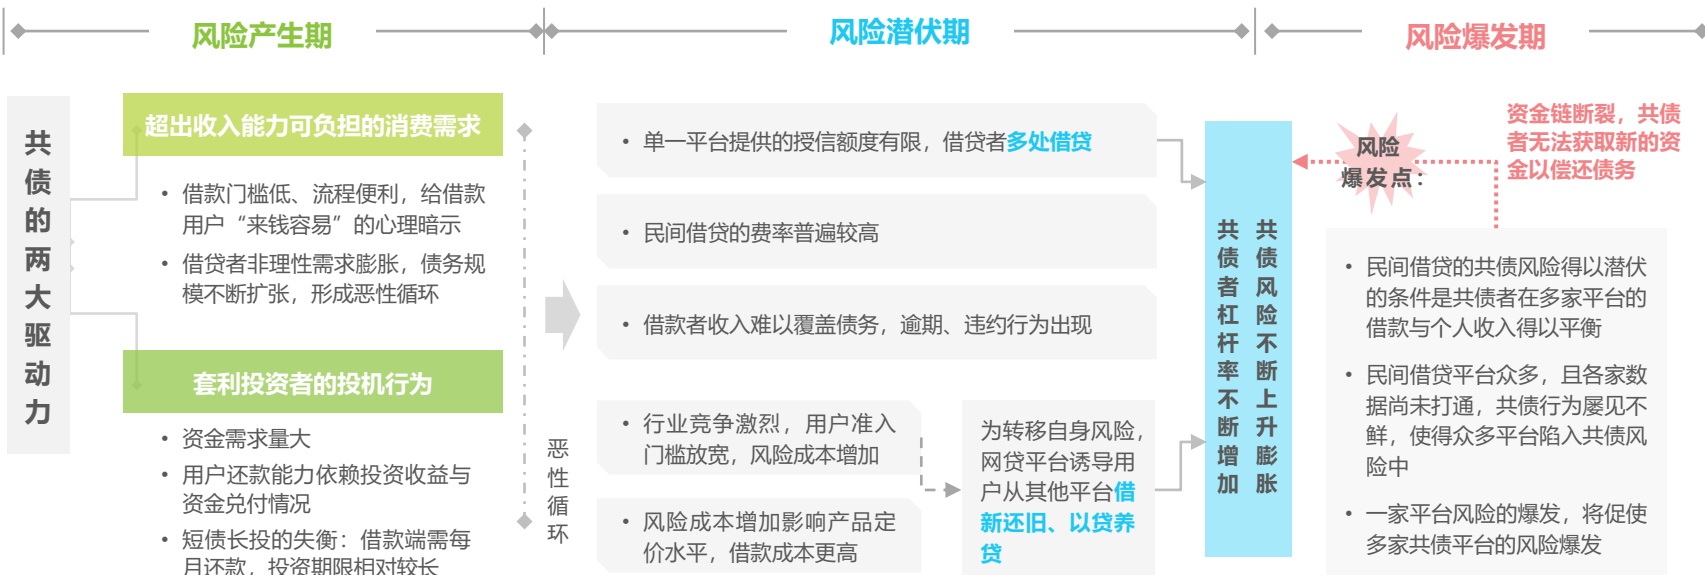 风险产生期
风险潜伏期
风险爆发期
共债的两大驱动力
超出收入能力可负担的消费需求
• 借款门槛低、流程便利，给借款
用户“来钱容易”的心理暗示
• 借贷者非理性需求膨胀，债务规
模不断扩张，形成恶性循环
套利投资者的投机行为
• 资金需求量大
• 用户还款能力依赖投资收益与
资金兑付情况
• 短债长投的失衡：借款端需每
月还款，投资期限相对较长
恶性循环
• 单一平台提供的授信额度有限，借贷者多处借贷
• 民间借贷的费率普遍较高
• 借款者收入难以覆盖债务，逾期、违约行为出现
• 行业竞争激烈，用户准入
门槛放宽，风险成本增加
• 风险成本增加影响产品定
价水平，借款成本更高
为转移自身风险，
网贷平台诱导用
户从其他平台借
新还旧、以贷养
贷
共债者杠杆率不断增加
共债风险不断上升膨胀
风险
爆发点：
资金链断裂，共债
者无法获取新的资
金以偿还债务
• 民间借贷的共债风险得以潜伏
的条件是共债者在多家平台的
借款与个人收入得以平衡
• 民间借贷平台众多，且各家数
据尚未打通，共债行为屡见不
鲜，使得众多平台陷入共债风
险中
• 一家平台风险的爆发，将促使
多家共债平台的风险爆发